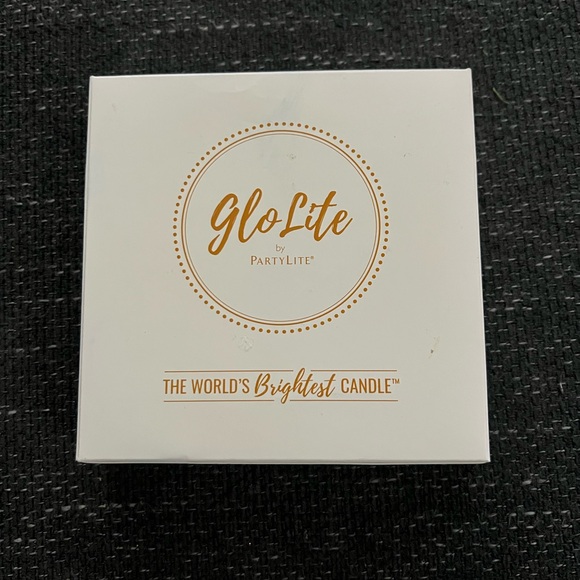 GloLite
by
PARTYLITE®
THE WORLD'S Brightest CANDLE™